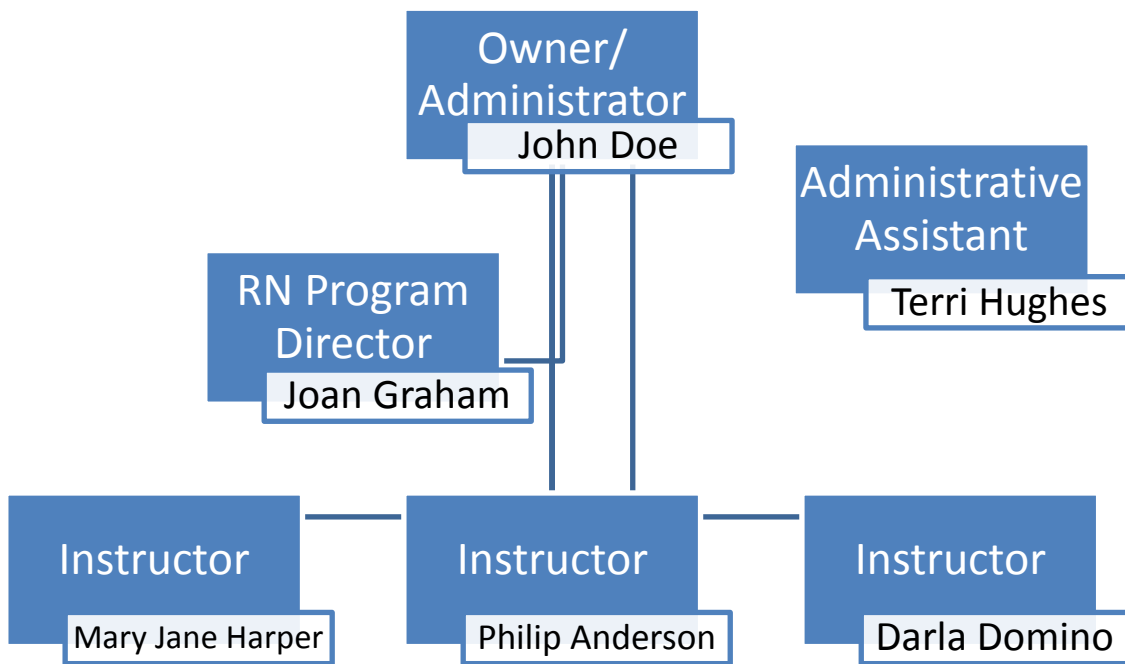 Owner/
Administrator
John Doe
Administrative
Assistant
Terri Hughes
RN Program
Director
Joan Graham
Instructor
Mary Jane Harper
Instructor
Philip Anderson
Instructor
Darla Domino